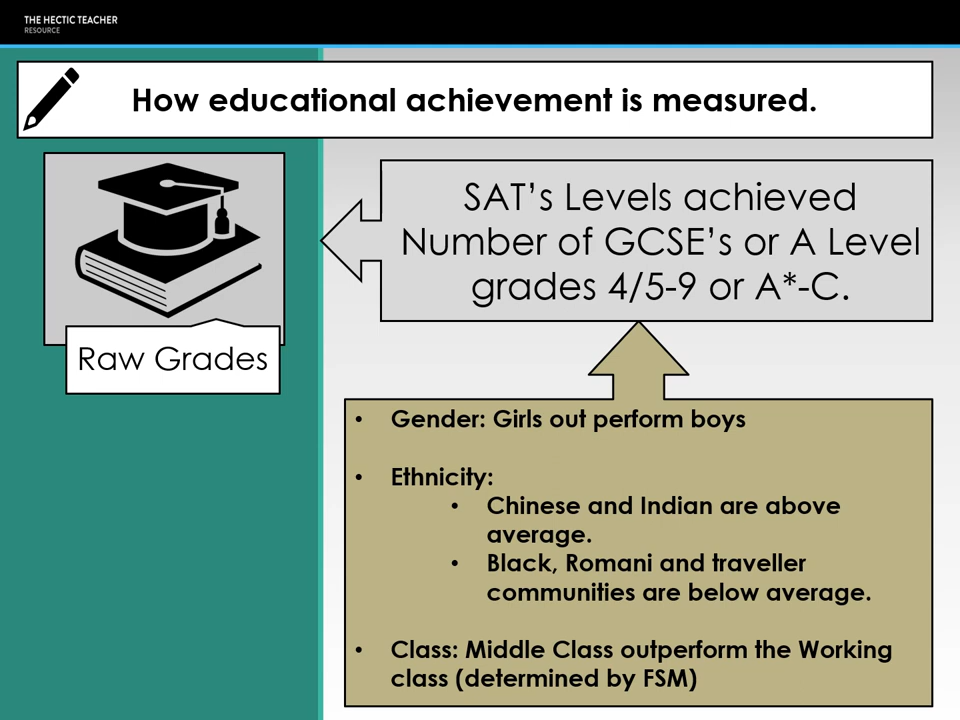 THE HECTIC TEACHER
RESOURCE
How educational achievement is measured.
SAT's Levels achieved
Number of GCSE's or A Level
grades 4/5-9 or A*-C.
Raw Grades
• Gender: Girls out perform boys
• Ethnicity:
• Chinese and Indian are above
average.
• Black, Romani and traveller
communities are below average.
• Class: Middle Class outperform the Working
class (determined by FSM)